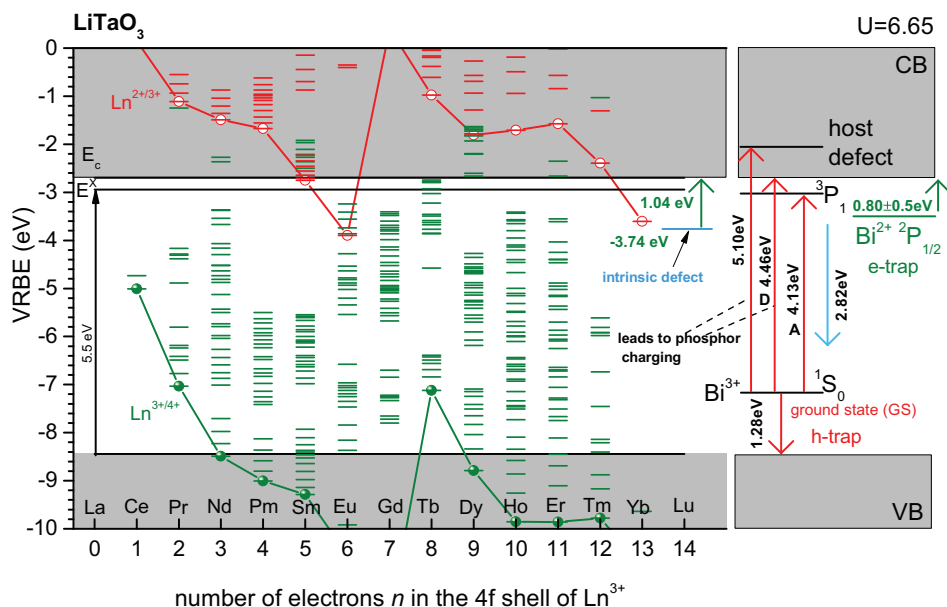 LiTaO3
U=6.65
0
-1
-2
-3
-4
-5
-6
-7
-8
-9
-10
VRBE (eV)
Ln2+/3+
Ec
EX
5.5 eV
Ln3+/4+
1.04 eV
-3.74 eV
intrinsic defect
CB
host
defect
3P1
0.80±0.5eV
Bi2+ 2P1/2
e-trap
5.10eV
4.46eV
D
4.13eV
A
2.82eV
leads to phosphor
charging
Bi3+
1S0
ground state (GS)
1.28eV
h-trap
VB
La Ce Pr Nd Pm Sm Eu Gd Tb Dy Ho Er Tm Yb Lu
0 1 2 3 4 5 6 7 8 9 10 11 12 13 14
number of electrons n in the 4f shell of Ln3+